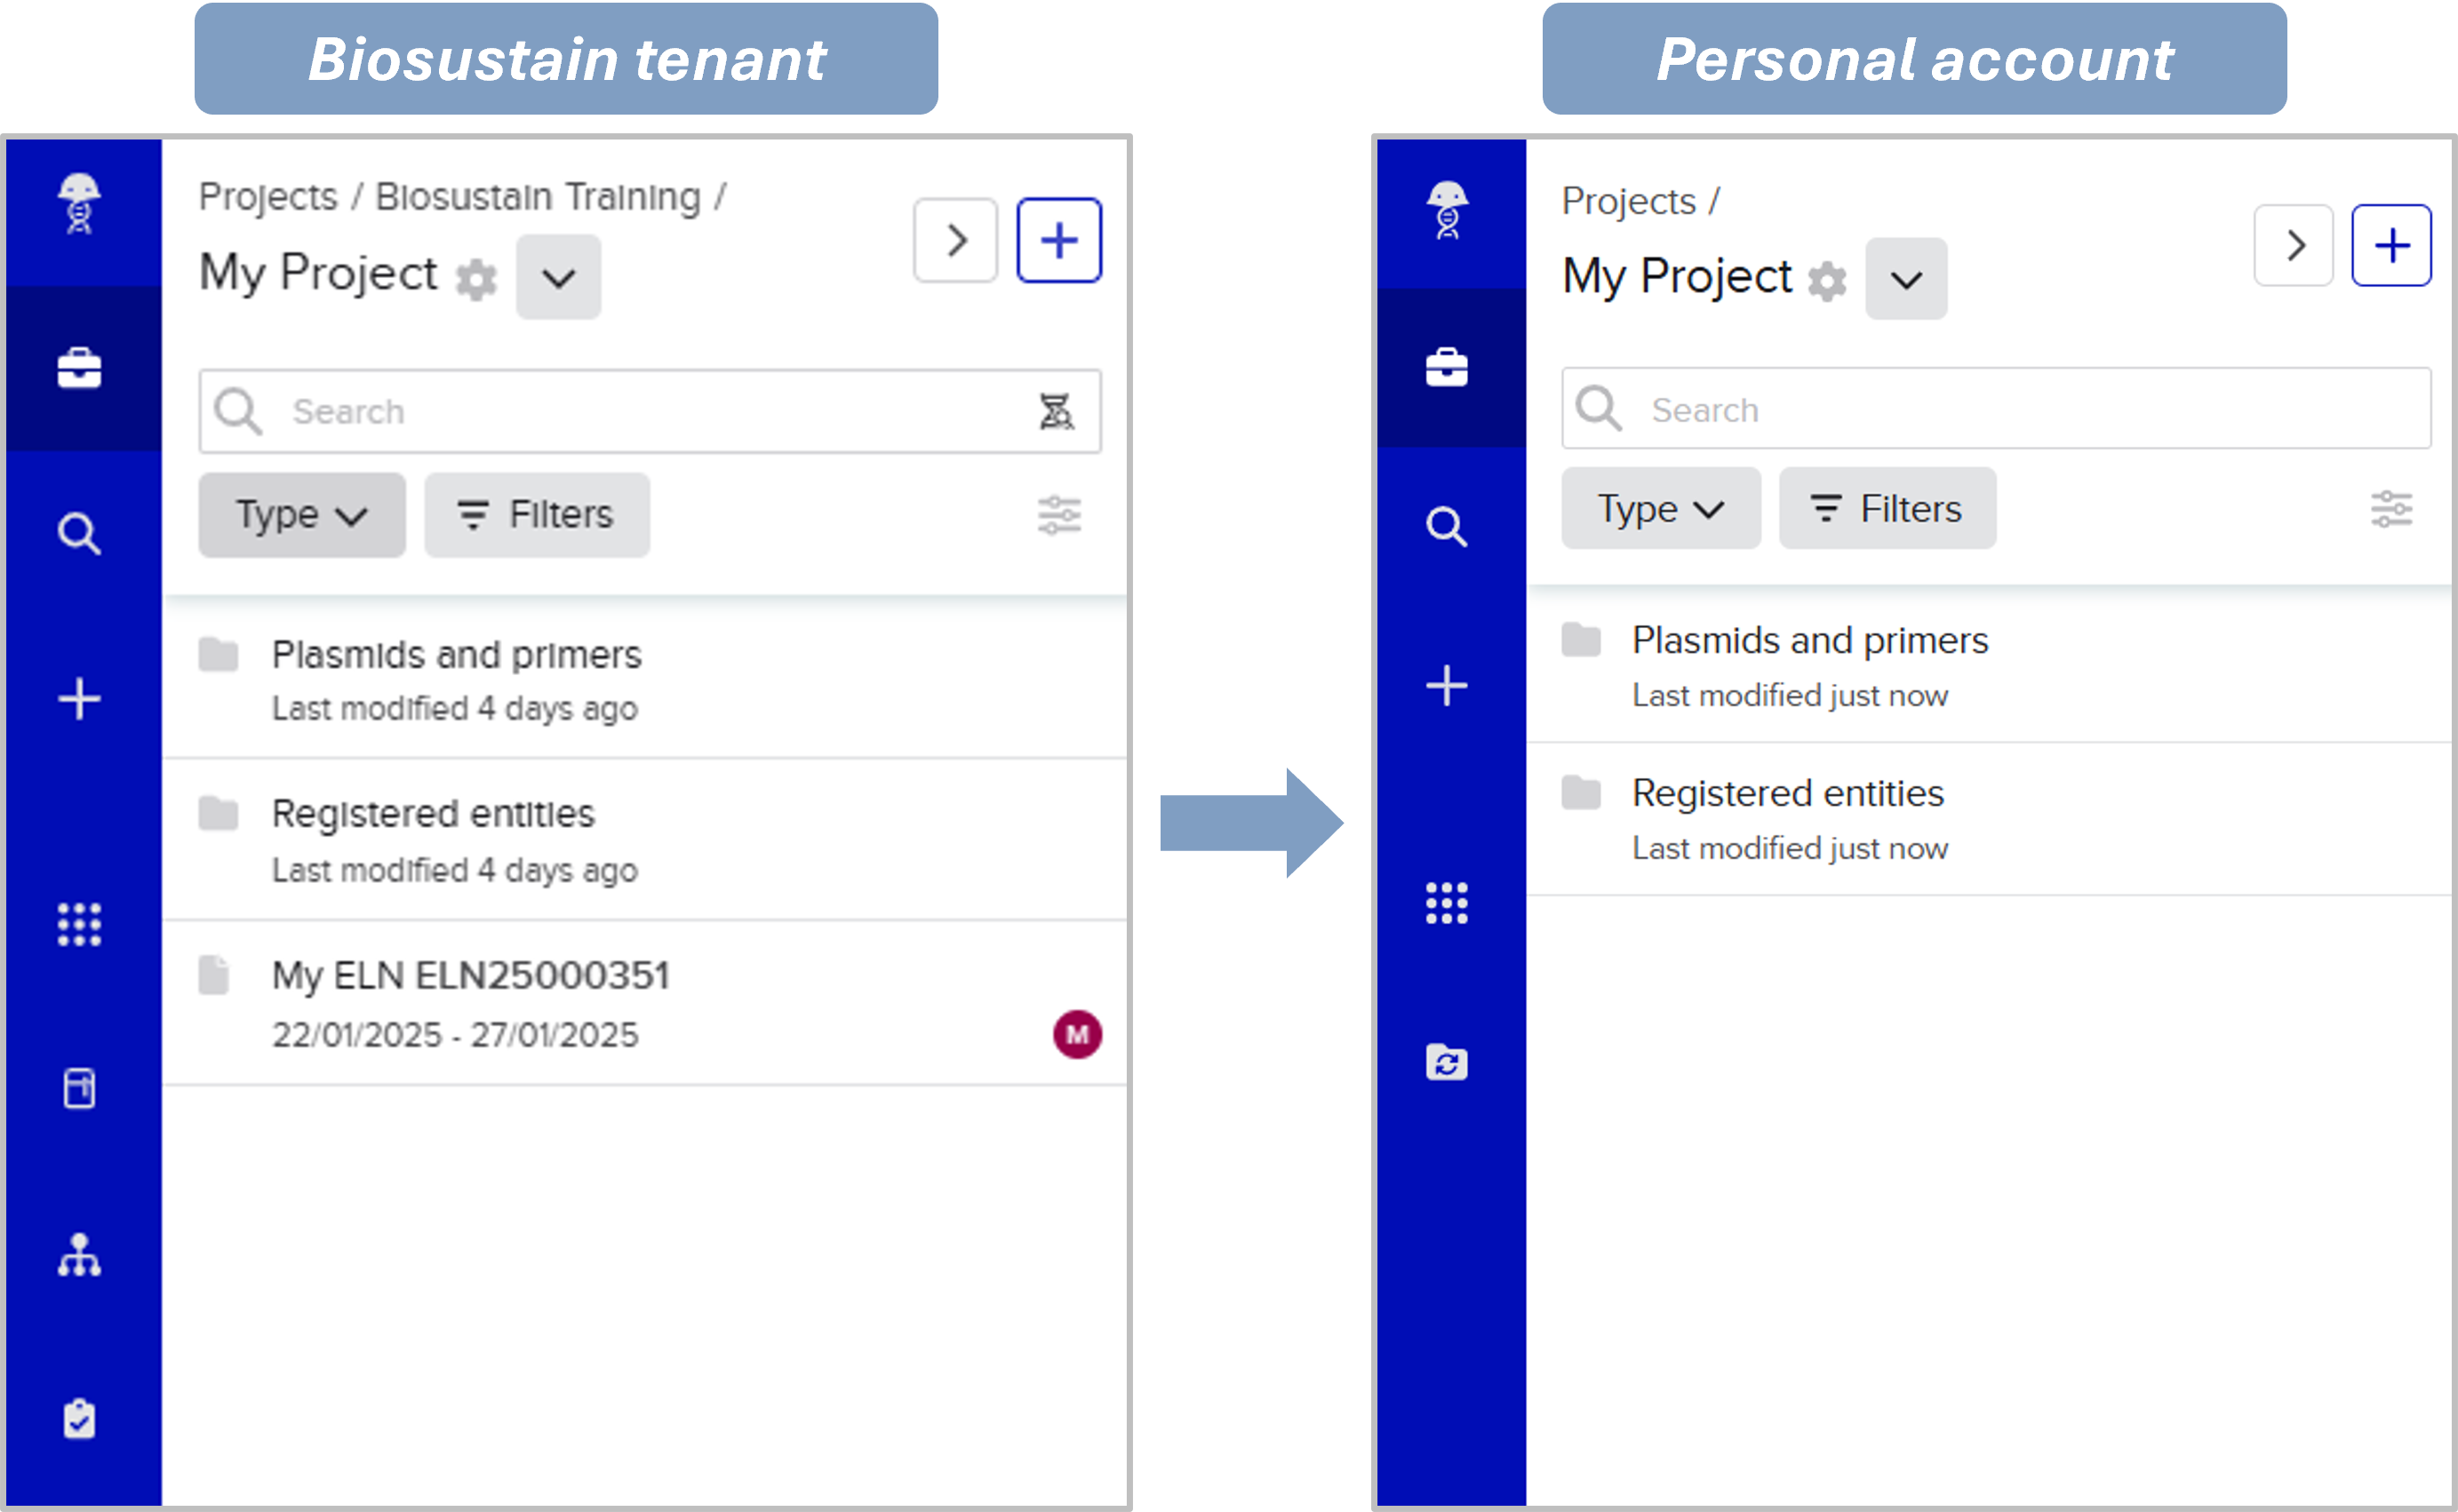 Biosustain tenant
Projects / Biosustain Training /
My Project
Search
Type
Filters
Plasmids and primers
Last modified 4 days ago
Registered entities
Last modified 4 days ago
My ELN ELN25000351
22/01/2025 - 27/01/2025
M
Personal account
Projects /
My Project
Search
Type
Filters
Plasmids and primers
Last modified just now
Registered entities
Last modified just now